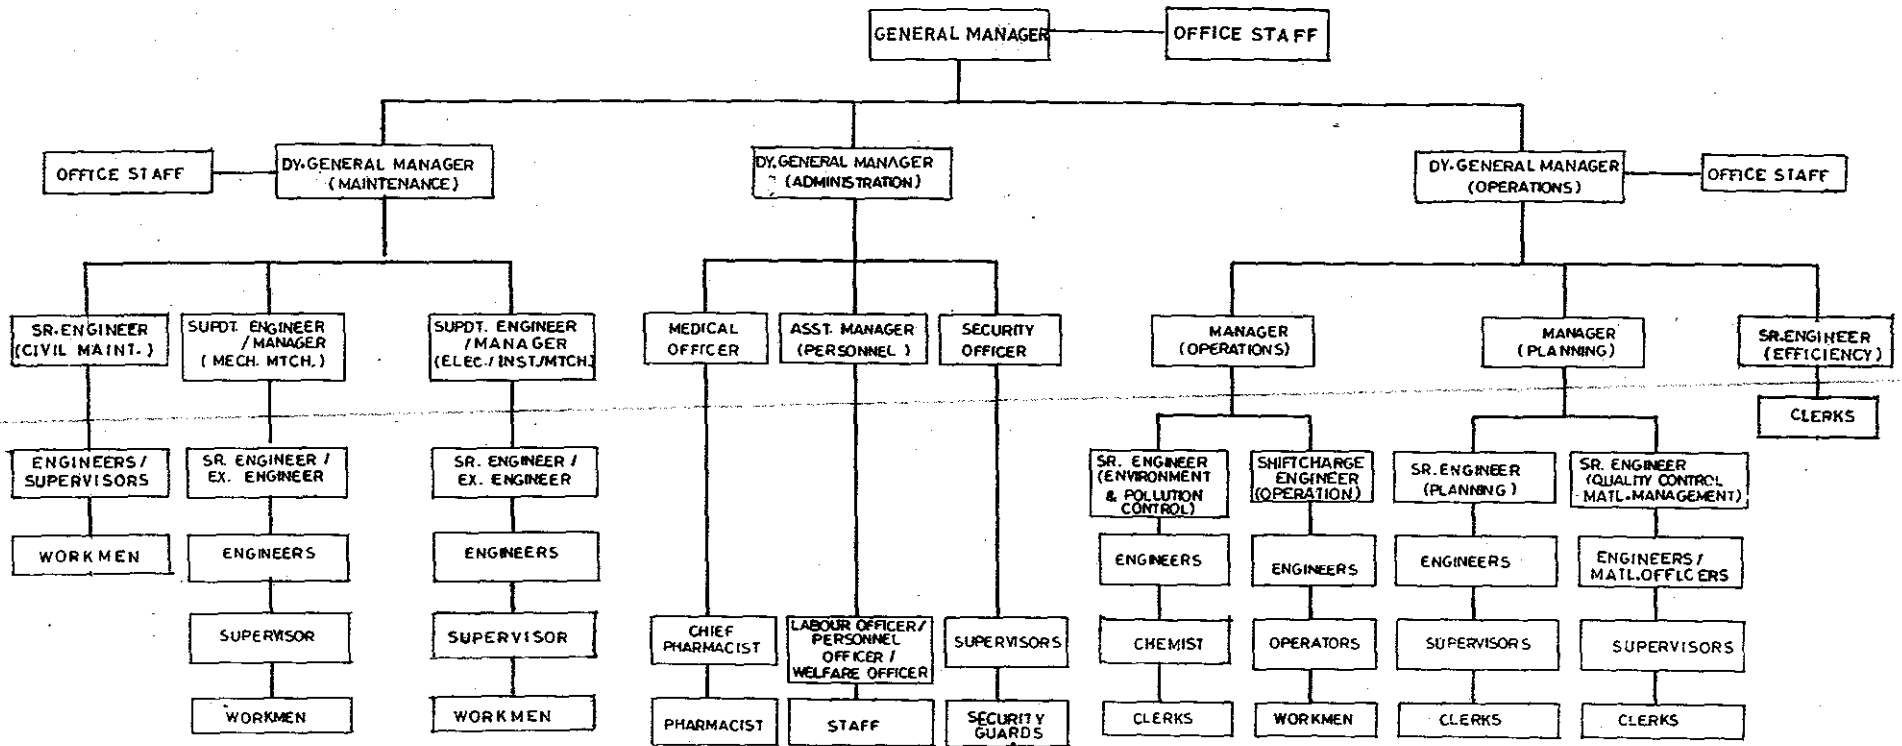 GENERAL MANAGER
OFFICE STAFF
OFFICE STAFF
DY.GENERAL MANAGER
(MAINTENANCE)
DY.GENERAL MANAGER
(ADMINISTRATION)
DY.GENERAL MANAGER
(OPERATIONS)
OFFICE STAFF
SR.ENGINEER
(CIVIL MAINT.)
SUPDT. ENGINEER
/MANAGER
(MECH. MTCH.)
SUPDT. ENGINEER
/MANAGER
(ELEC./INST./MTCH.)
MEDICAL
OFFICER
ASST. MANAGER
(PERSONNEL)
SECURITY
OFFICER
MANAGER
(OPERATIONS)
MANAGER
(PLANNING)
SR.ENGINEER
(EFFICIENCY)
CLERKS
ENGINEERS/
SUPERVISORS
SR. ENGINEER/
EX. ENGINEER
SR. ENGINEER/
EX. ENGINEER
SR. ENGINEER
(ENVIRONMENT
& POLLUTION
CONTROL)
SHIFTCHARGE
ENGINEER
(OPERATION)
SR. ENGINEER
(PLANNING)
SR. ENGINEER
(QUALITY CONTROL
MATL.MANAGEMENT)
WORKMEN
ENGINEERS
ENGINEERS
ENGINEERS
ENGINEERS
ENGINEERS
ENGINEERS/
MATL.OFFICERS
SUPERVISOR
SUPERVISOR
CHIEF
PHARMACIST
LABOUR OFFICER/
PERSONNEL
OFFICER/
WELFARE OFFICER
SUPERVISORS
CHEMIST
OPERATORS
SUPERVISORS
SUPERVISORS
WORKMEN
WORKMEN
PHARMACIST
STAFF
SECURITY
GUARDS
CLERKS
WORKMEN
CLERKS
CLERKS